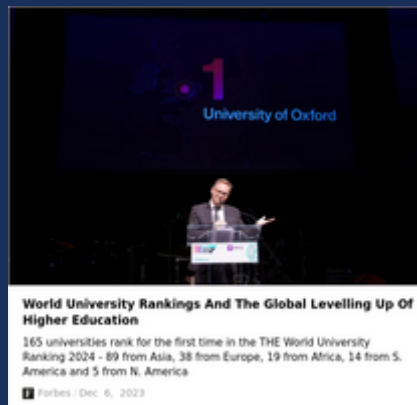 1
University of Oxford
World University Rankings And The Global Levelling Up Of
Higher Education
165 universities rank for the first time in the THE World University
Ranking 2024 - 89 from Asia, 38 from Europe, 19 from Africa, 14 from S.
America and 5 from N. America
F Forbes / Dec 6, 2023